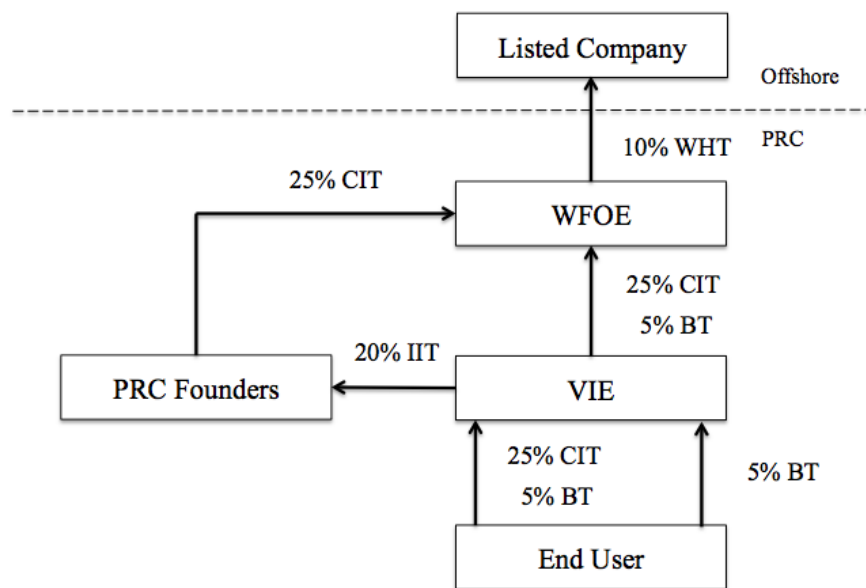 Listed Company
Offshore
PRC
10% WHT
25% CIT
WFOE
25% CIT
5% BT
20% IIT
PRC Founders
VIE
25% CIT
5% BT
5% BT
End User